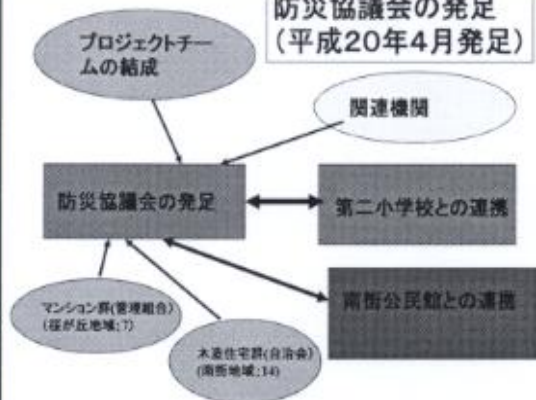 防災協議会の発足
(平成20年4月発足)
プロジェクトチー
ムの結成
関連機関
防災協議会の発足
第二小学校との連携
南街公民館との連携
マンション群(管理組合)
(桜が丘地域;7)
木造住宅群(自治会)
(南街地域;14)